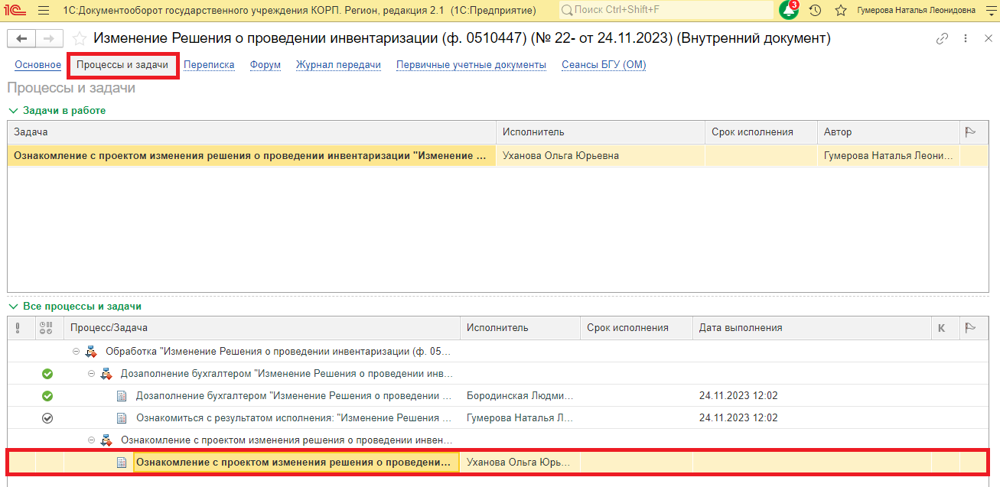 1С:Документооборот государственного учреждения КОРП. Регион, редакция 2.1 (1С:Предприятие) Поиск Ctrl+Shift+F 3 Гумерова Наталья Леонидовна
Изменение Решения о проведении инвентаризации (ф. 0510447) (№ 22- от 24.11.2023) (Внутренний документ)
Основное Процессы и задачи Переписка Форум Журнал передачи Первичные учетные документы Сеансы БГУ (ОМ)
Процессы и задачи
Задачи в работе
Задача Исполнитель Срок исполнения Автор
Ознакомление с проектом изменения решения о проведении инвентаризации "Изменение ... Уханова Ольга Юрьевна Гумерова Наталья Леони...
Все процессы и задачи
Процесс/Задача Исполнитель Срок исполнения Дата выполнения К
Обработка "Изменение Решения о проведении инвентаризации (ф. 05...
Дозаполнение бухгалтером "Изменение Решения о проведении инв...
Дозаполнение бухгалтером "Изменение Решения о проведении ... Бородинская Людми... 24.11.2023 12:02
Ознакомиться с результатом исполнения: "Изменение Решения ... Гумерова Наталья Л... 24.11.2023 12:02
Ознакомление с проектом изменения решения о проведении инвен...
Ознакомление с проектом изменения решения о проведени... Уханова Ольга Юрь...